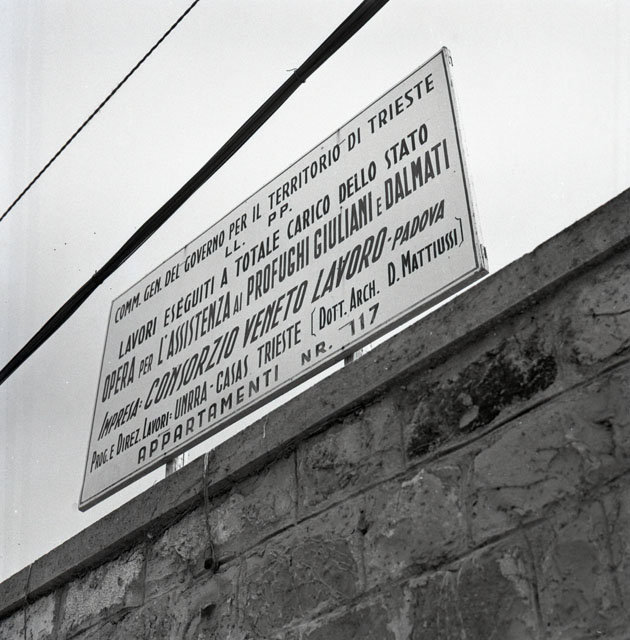 COMM. GEN. DEL GOVERNO PER IL TERRITORIO DI TRIESTE
LL. PP.
LAVORI ESEGUITI A TOTALE CARICO DELLO STATO
OPERA PER L'ASSISTENZA AI PROFUGHI GIULIANI E DALMATI
IMPRESA: CONSORZIO VENETO LAVORO - PADOVA
PROG. E DIREZ. LAVORI: UNRRA - CASAS TRIESTE (DOTT. ARCH. D. MATTIUSSI)
APPARTAMENTI NR. 117